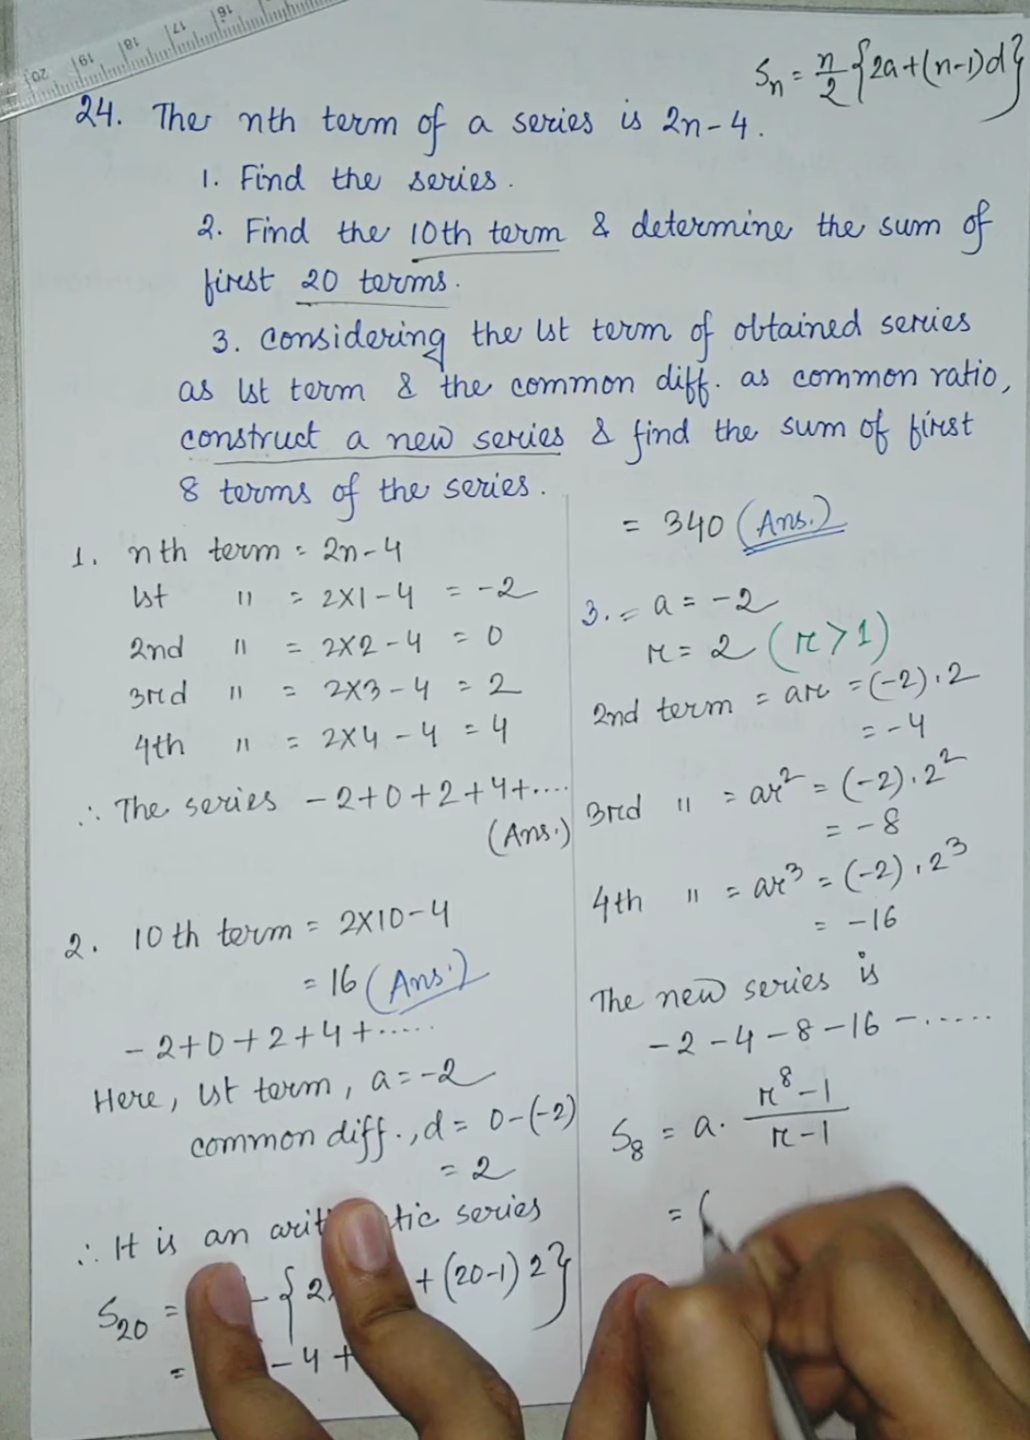 20 19 18 17 16
Sn = n/2 {2a+(n-1)d}
24. The nth term of a series is 2n-4.
1. Find the series.
2. Find the 10th term & determine the sum of
first 20 terms.
3. considering the 1st term of obtained series
as 1st term & the common diff. as common ratio,
construct a new series & find the sum of first
8 terms of the series.
1. nth term = 2n-4
1st " = 2×1-4 = -2
2nd " = 2×2-4 = 0
3rd " = 2×3-4 = 2
4th " = 2×4-4 = 4
∴ The series -2+0+2+4+....
(Ans.)
2. 10th term = 2×10-4
= 16 (Ans.)
-2+0+2+4+.....
Here, 1st term, a=-2
common diff., d = 0-(-2)
= 2
∴ It is an series
S20 = { + (20-1) 2}
= -4+
= 340 (Ans.)
3. = a = -2
r = 2 (r>1)
2nd term = ar = (-2).2
= -4
3rd " = ar² = (-2).2²
= -8
4th " = ar³ = (-2).2³
= -16
The new series is
-2-4-8-16-.....
S8 = a. r⁸-1/r-1
= (